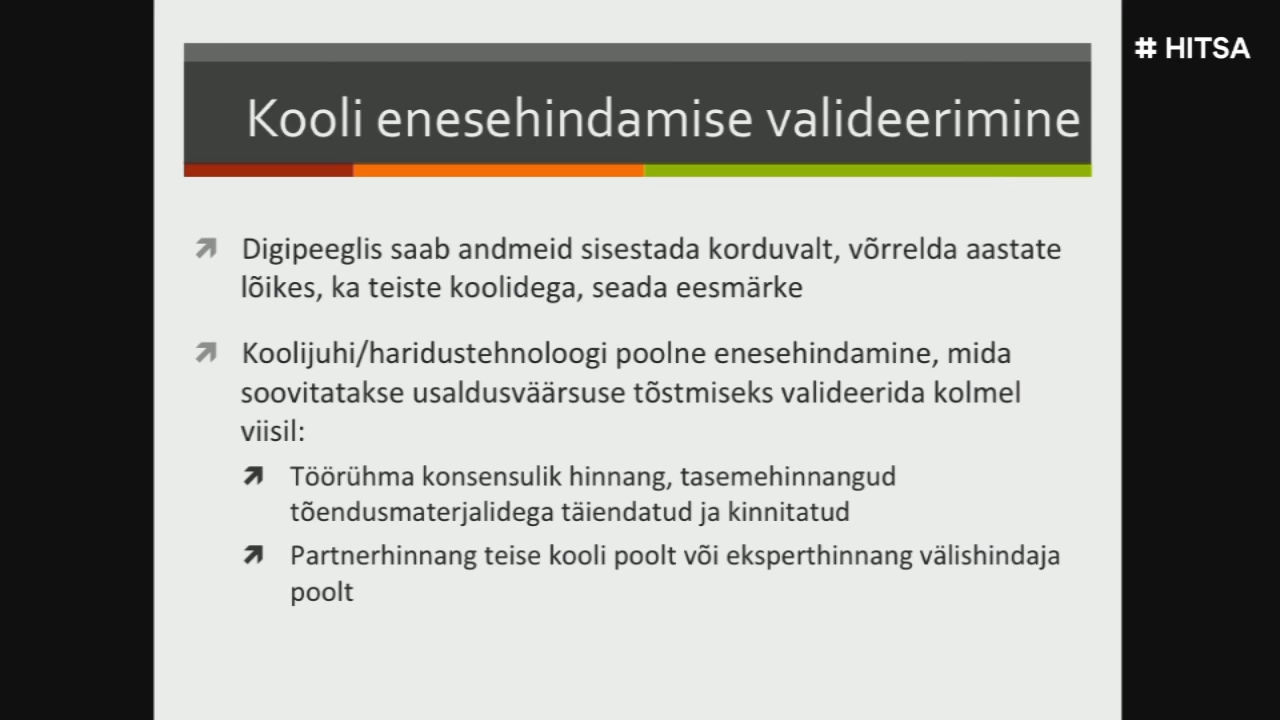 # HITSA
Kooli enesehindamise valideerimine
Digipeeglis saab andmeid sisestada korduvalt, võrrelda aastate
lõikes, ka teiste koolidega, seada eesmärke
Koolijuhi/haridustehnoloogi poolne enesehindamine, mida
soovitatakse usaldusväärsuse tõstmiseks valideerida kolmel
viisil:
Töörühma konsensulik hinnang, tasemehinnangud
tõendusmaterjalidega täiendatud ja kinnitatud
Partnerhinnang teise kooli poolt või eksperthinnang välishindaja
poolt